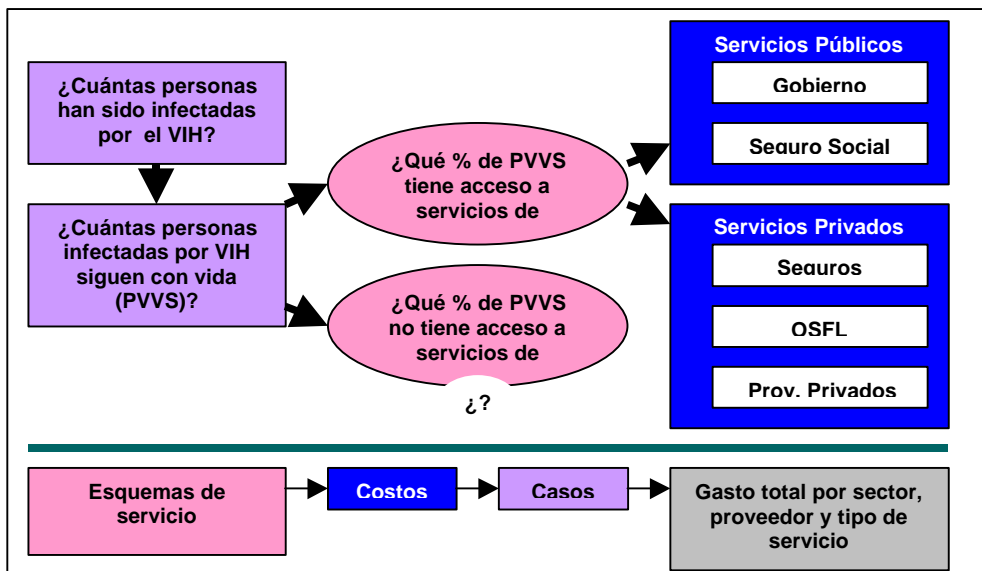 ¿Cuántas personas
han sido infectadas
por el VIH?
¿Cuántas personas
infectadas por VIH
siguen con vida
(PVVS)?
¿Qué % de PVVS
tiene acceso a
servicios de
¿Qué % de PVVS
no tiene acceso a
servicios de
¿?
Servicios Públicos
Gobierno
Seguro Social
Servicios Privados
Seguros
OSFL
Prov. Privados
Esquemas de
servicio
Costos
Casos
Gasto total por sector,
proveedor y tipo de
servicio